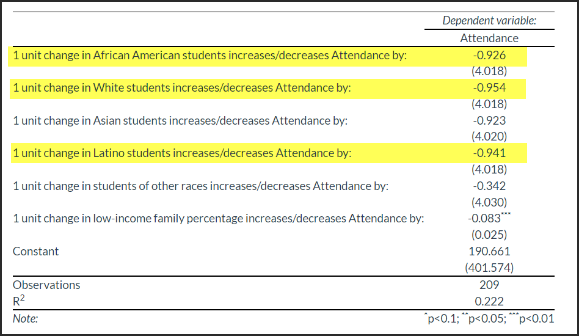 Dependent variable:
Attendance
1 unit change in African American students increases/decreases Attendance by: -0.926
(4.018)
1 unit change in White students increases/decreases Attendance by: -0.954
(4.018)
1 unit change in Asian students increases/decreases Attendance by: -0.923
(4.020)
1 unit change in Latino students increases/decreases Attendance by: -0.941
(4.018)
1 unit change in students of other races increases/decreases Attendance by: -0.342
(4.030)
1 unit change in low-income family percentage increases/decreases Attendance by: -0.083***
(0.025)
Constant 190.661
(401.574)
Observations 209
R2 0.222
Note: *p<0.1; **p<0.05; ***p<0.01